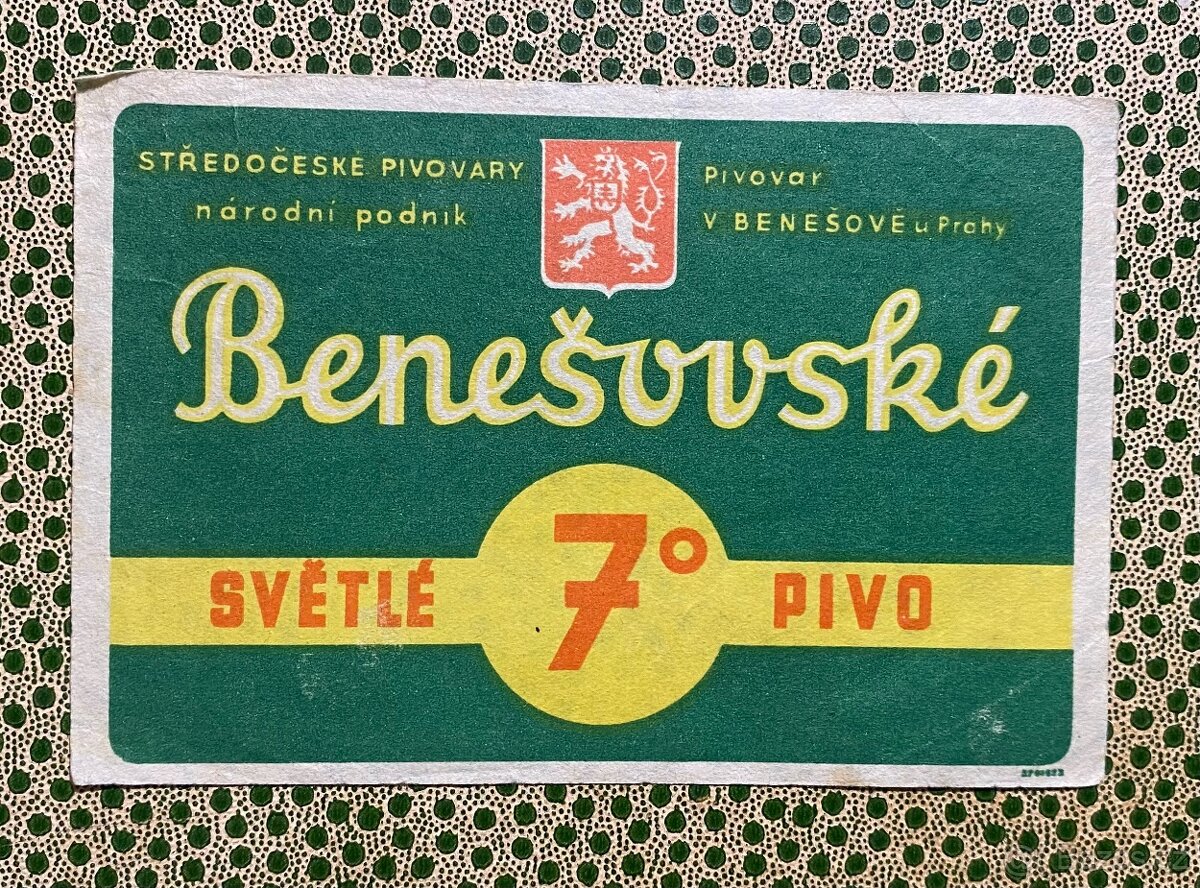 STŘEDOČESKÉ PIVOVARY
národní podnik
Pivovar
V BENEŠOVĚ u Prahy
Benešovské
SVĚTLÉ 7° PIVO